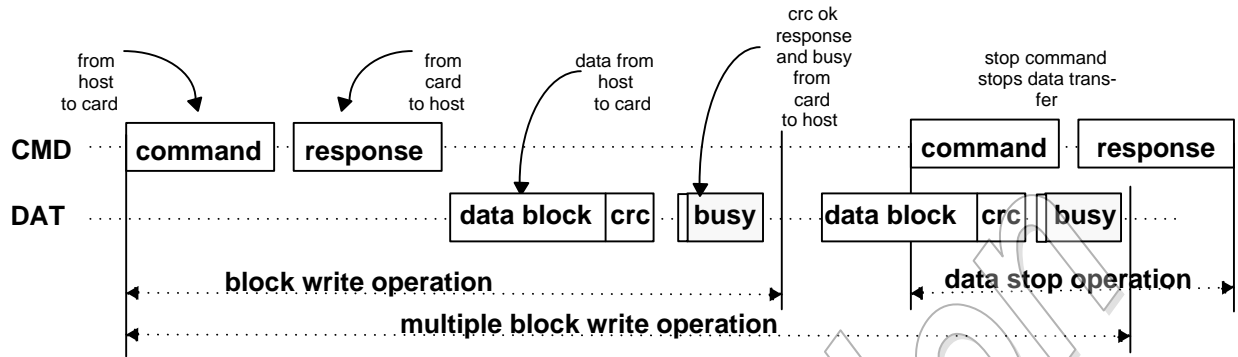 crc ok
response
and busy
from
card
to host
from
host
to card
from
card
to host
data from
host
to card
stop command
stops data trans-
fer
CMD
command
response
command
response
DAT
data block
crc
busy
data block
crc
busy
block write operation
data stop operation
multiple block write operation